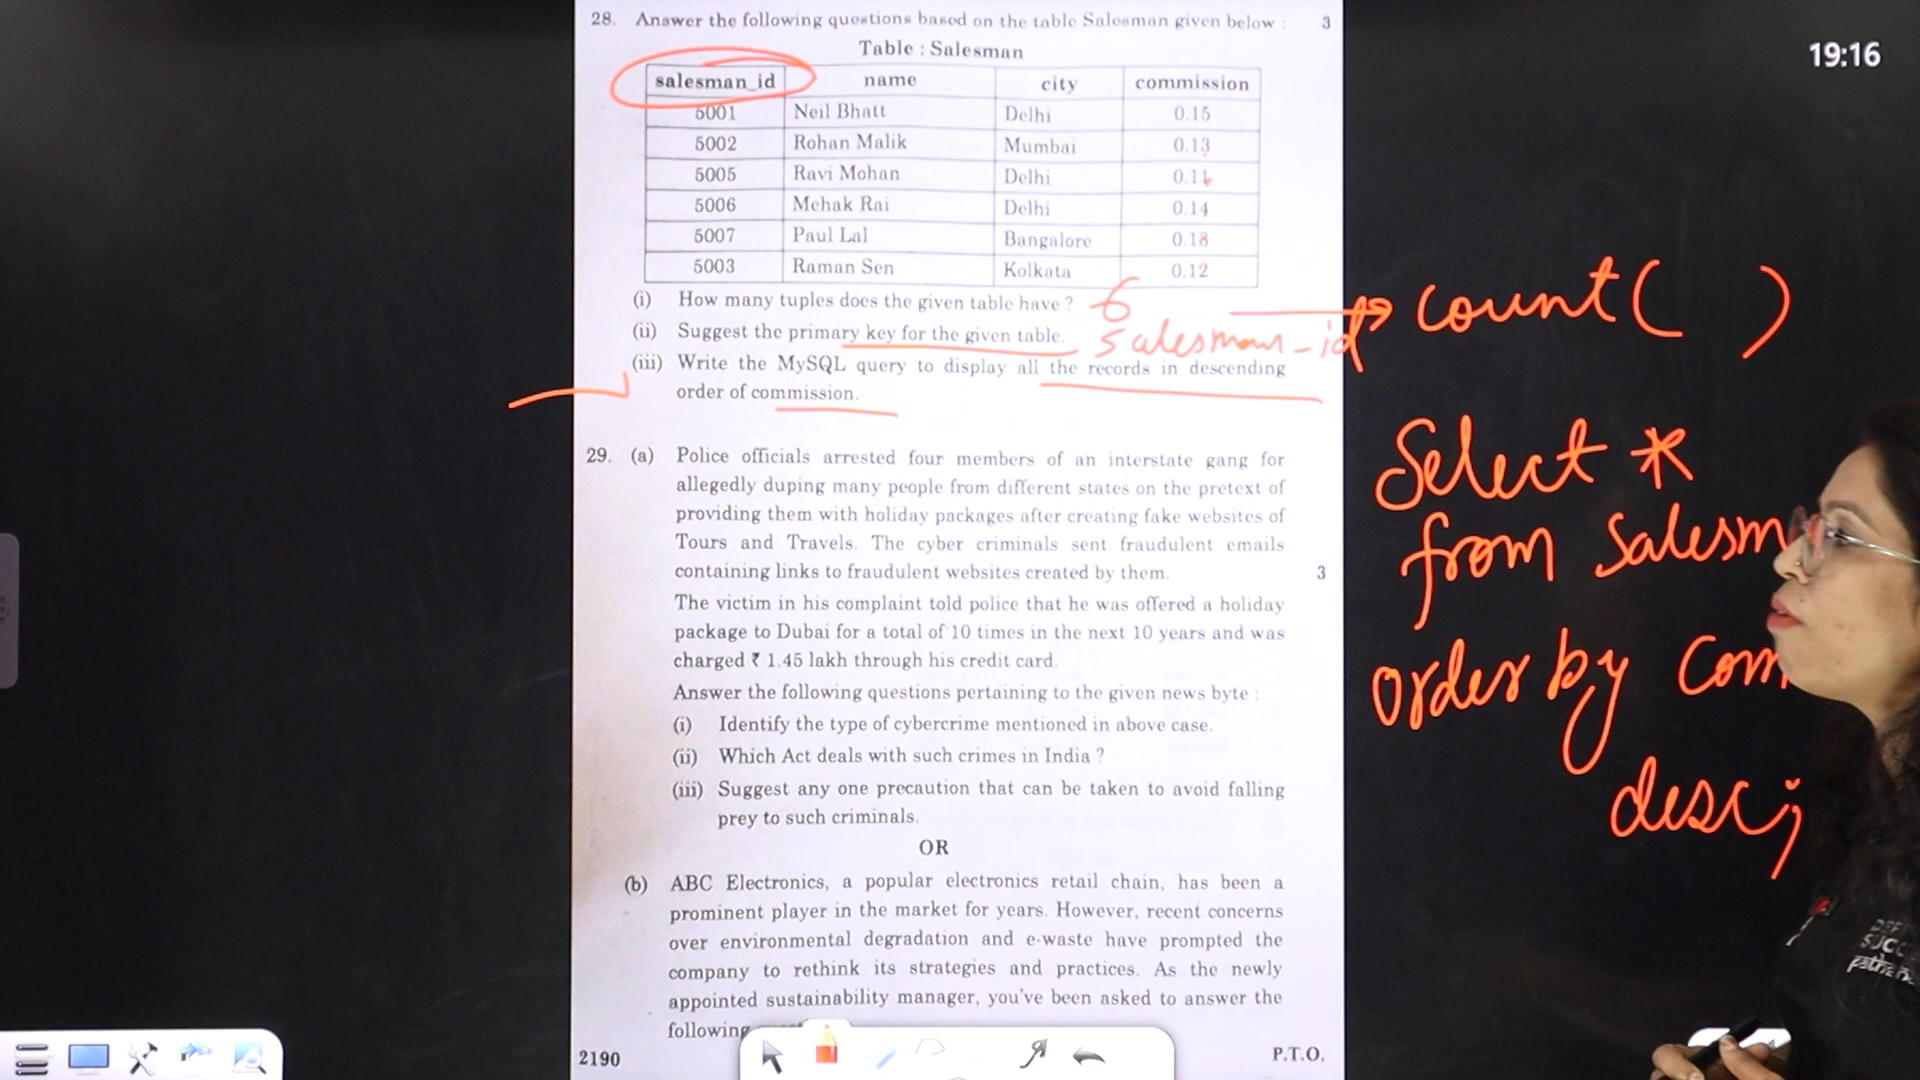 28. Answer the following questions based on the table Salesman given below : 3
Table : Salesman
salesman_id name city commission
5001 Neil Bhatt Delhi 0.15
5002 Rohan Malik Mumbai 0.13
5005 Ravi Mohan Delhi 0.11
5006 Mehak Rai Delhi 0.14
5007 Paul Lal Bangalore 0.18
5003 Raman Sen Kolkata 0.12
(i) How many tuples does the given table have ? 6
(ii) Suggest the primary key for the given table. salesman_id
(iii) Write the MySQL query to display all the records in descending
order of commission.
29. (a) Police officials arrested four members of an interstate gang for
allegedly duping many people from different states on the pretext of
providing them with holiday packages after creating fake websites of
Tours and Travels. The cyber criminals sent fraudulent emails
containing links to fraudulent websites created by them. 3
The victim in his complaint told police that he was offered a holiday
package to Dubai for a total of 10 times in the next 10 years and was
charged ₹ 1.45 lakh through his credit card.
Answer the following questions pertaining to the given news byte :
(i) Identify the type of cybercrime mentioned in above case.
(ii) Which Act deals with such crimes in India ?
(iii) Suggest any one precaution that can be taken to avoid falling
prey to such criminals.
OR
(b) ABC Electronics, a popular electronics retail chain, has been a
prominent player in the market for years. However, recent concerns
over environmental degradation and e-waste have prompted the
company to rethink its strategies and practices. As the newly
appointed sustainability manager, you've been asked to answer the
following
2190 P.T.O.
19:16
count( )
Select *
from Salesm
order by com
desc;